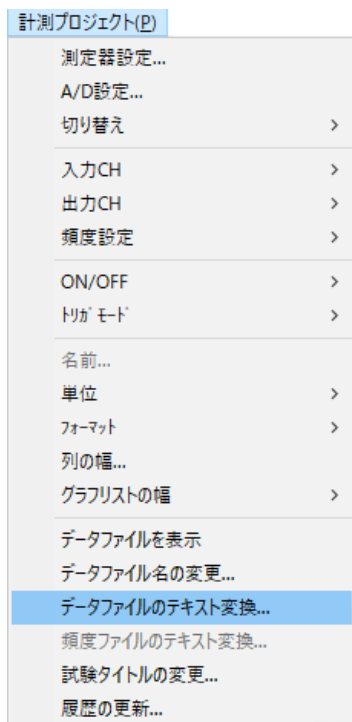 計測プロジェクト(P)
測定器設定...
A/D設定...
切り替え
入力CH
出力CH
頻度設定
ON/OFF
ﾄﾘｶﾞﾓｰﾄﾞ
名前...
単位
ﾌｫｰﾏｯﾄ
列の幅...
グラフリストの幅
データファイルを表示
データファイル名の変更...
データファイルのテキスト変換...
頻度ファイルのテキスト変換...
試験タイトルの変更...
履歴の更新...